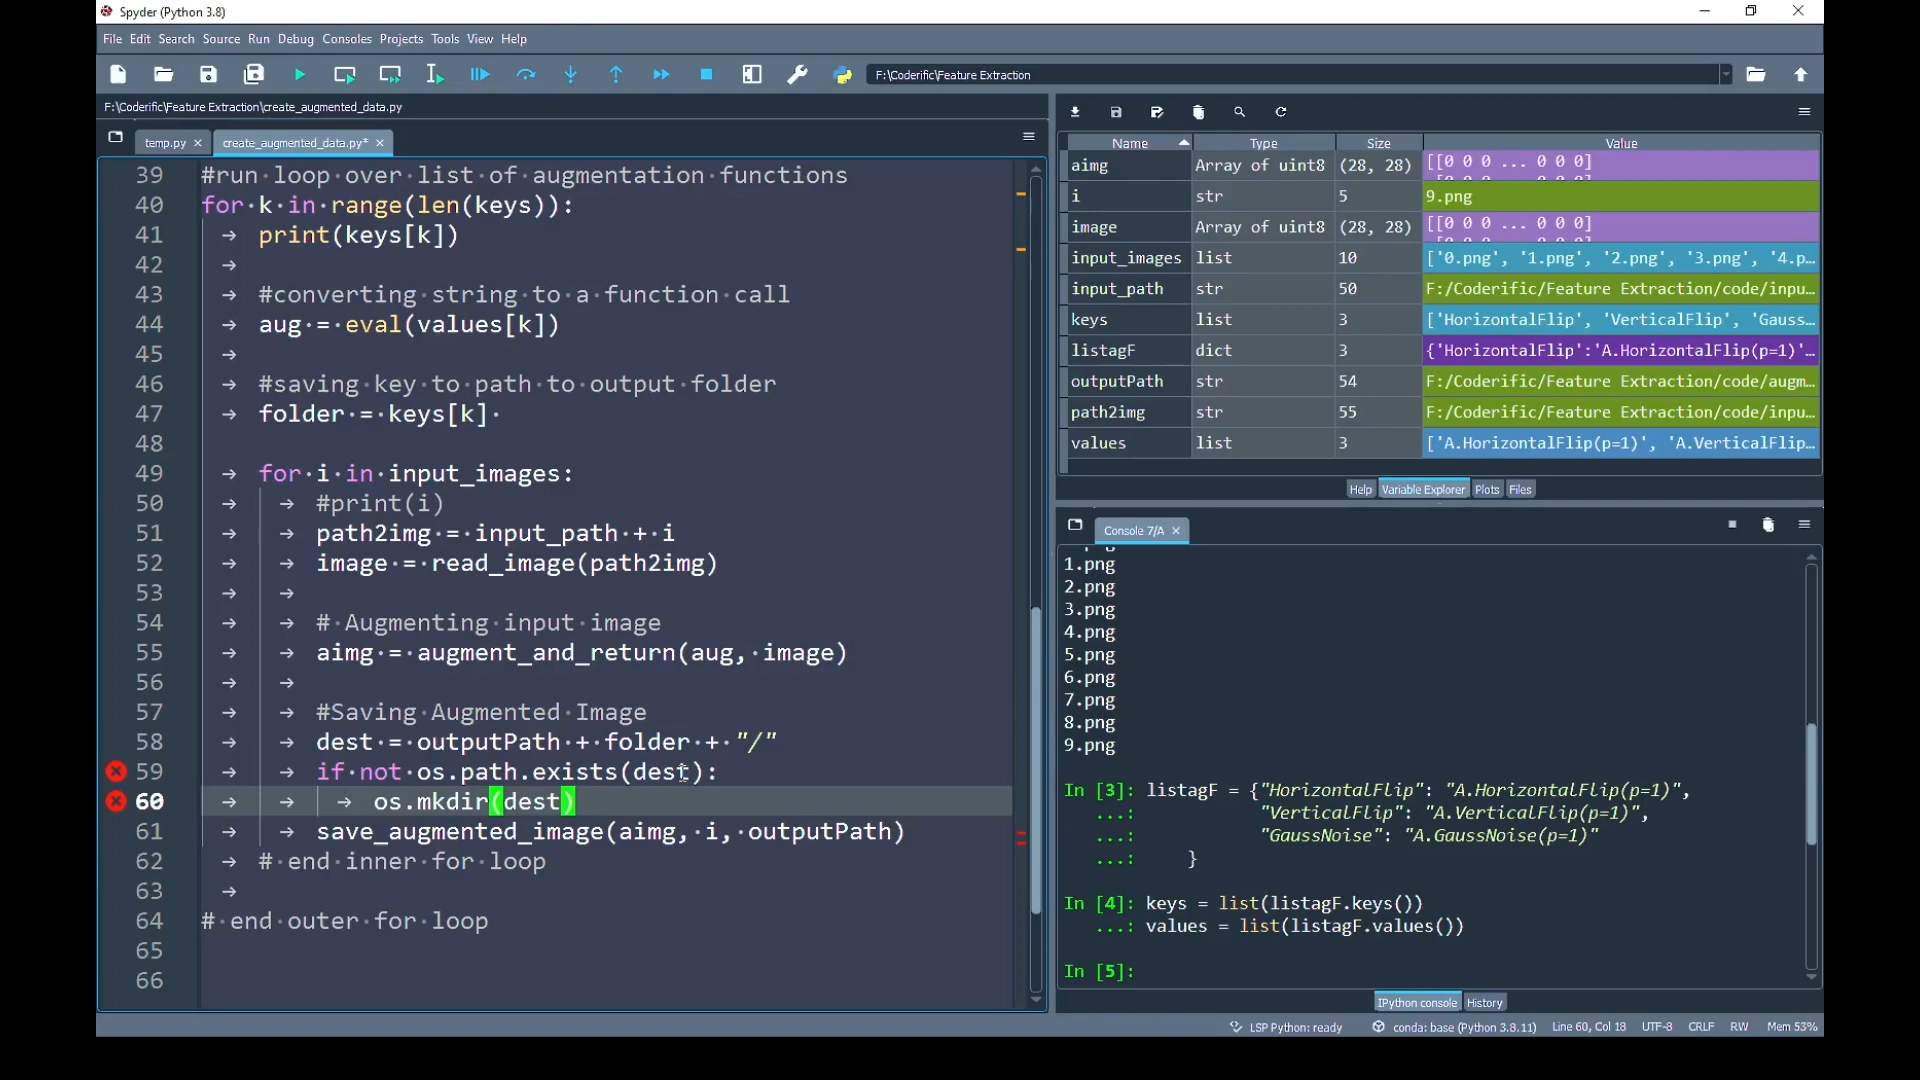 Spyder (Python 3.8)
File Edit Search Source Run Debug Consoles Projects Tools View Help
F:\Coderific\Feature Extraction
F:\Coderific\Feature Extraction\create_augmented_data.py
temp.py
create_augmented_data.py*
39 #run loop over list of augmentation functions
40 for k in range(len(keys)):
41 print(keys[k])
42
43 #converting string to a function call
44 aug = eval(values[k])
45
46 #saving key to path to output folder
47 folder = keys[k]
48
49 for i in input_images:
50 #print(i)
51 path2img = input_path + i
52 image = read_image(path2img)
53
54 # Augmenting input image
55 aimg = augment_and_return(aug, image)
56
57 #Saving Augmented Image
58 dest = outputPath + folder + "/"
59 if not os.path.exists(dest):
60 os.mkdir(dest)
61 save_augmented_image(aimg, i, outputPath)
62 # end inner for loop
63
64 # end outer for loop
65
66
Name Type Size Value
aimg Array of uint8 (28, 28) [[0 0 0 ... 0 0 0]
i str 5 9.png
image Array of uint8 (28, 28) [[0 0 0 ... 0 0 0]
input_images list 10 ['0.png', '1.png', '2.png', '3.png', '4.p...
input_path str 50 F:/Coderific/Feature Extraction/code/inpu...
keys list 3 ['HorizontalFlip', 'VerticalFlip', 'Gauss...
listagF dict 3 {'HorizontalFlip':'A.HorizontalFlip(p=1)'...
outputPath str 54 F:/Coderific/Feature Extraction/code/augm...
path2img str 55 F:/Coderific/Feature Extraction/code/inpu...
values list 3 ['A.HorizontalFlip(p=1)', 'A.VerticalFlip...
Help Variable Explorer Plots Files
Console 7/A
1.png
2.png
3.png
4.png
5.png
6.png
7.png
8.png
9.png
In [3]: listagF = {"HorizontalFlip": "A.HorizontalFlip(p=1)",
...: "VerticalFlip": "A.VerticalFlip(p=1)",
...: "GaussNoise": "A.GaussNoise(p=1)"
...: }
In [4]: keys = list(listagF.keys())
...: values = list(listagF.values())
In [5]:
IPython console History
LSP Python: ready conda: base (Python 3.8.11) Line 60, Col 18 UTF-8 CRLF RW Mem 53%